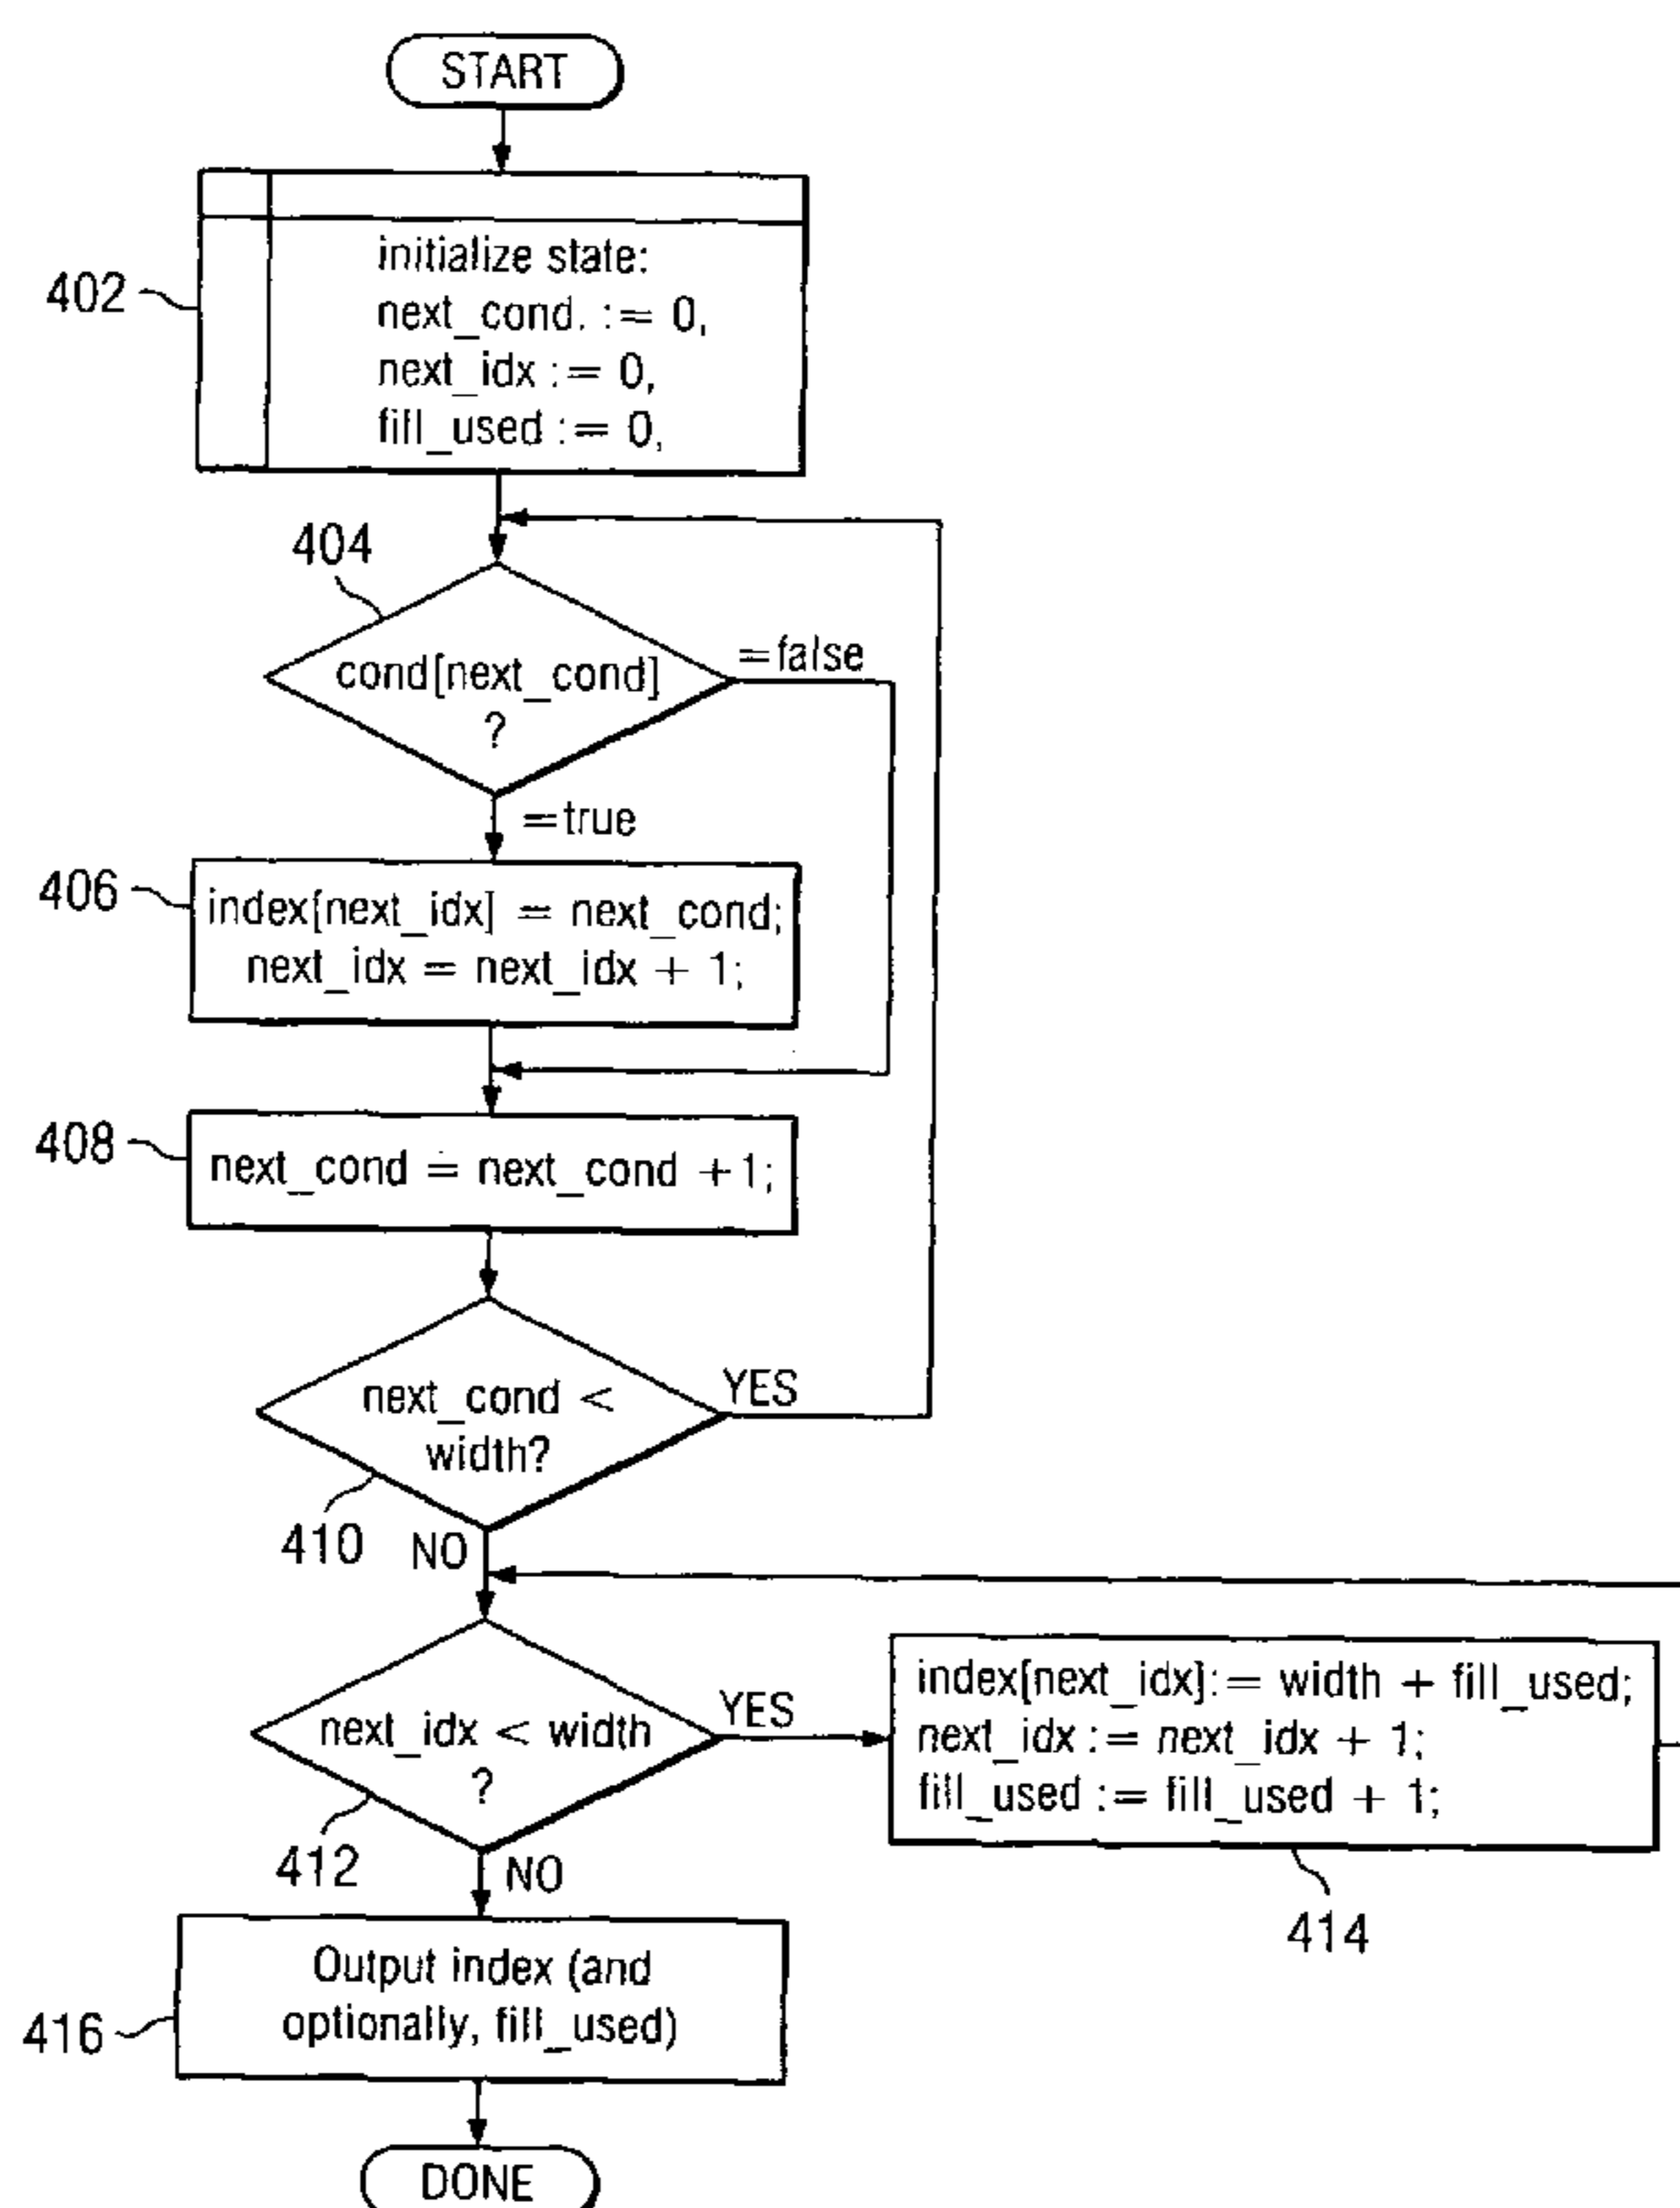 START
402
initialize state:
next_cond. := 0,
next_idx := 0,
fill_used := 0,
404
cond[next_cond]
?
=false
=true
406
index[next_idx] = next_cond;
next_idx = next_idx + 1;
408
next_cond = next_cond +1;
next_cond <
width?
YES
410
NO
next_idx < width
?
YES
412
NO
index[next_idx]:= width + fill_used;
next_idx := next_idx + 1;
fill_used := fill_used + 1;
414
Output index (and
optionally, fill_used)
416
DONE